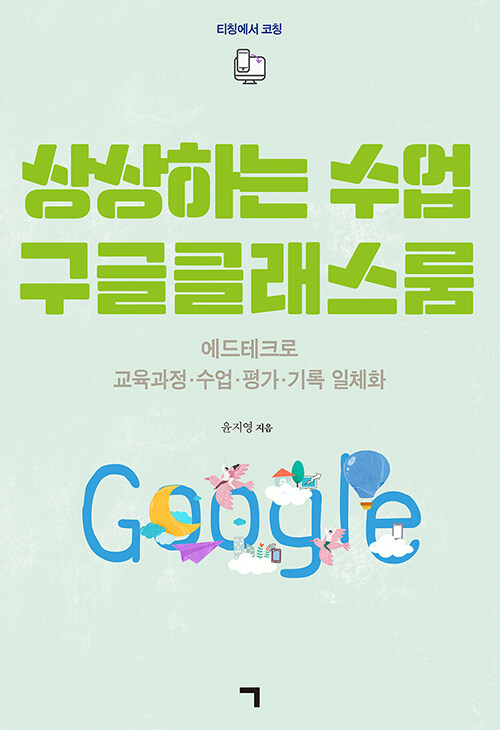 티칭에서 코칭
상상하는 수업
구글클래스룸
에드테크로
교육과정·수업·평가·기록 일체화
윤지영 지음
Google
ㄱ